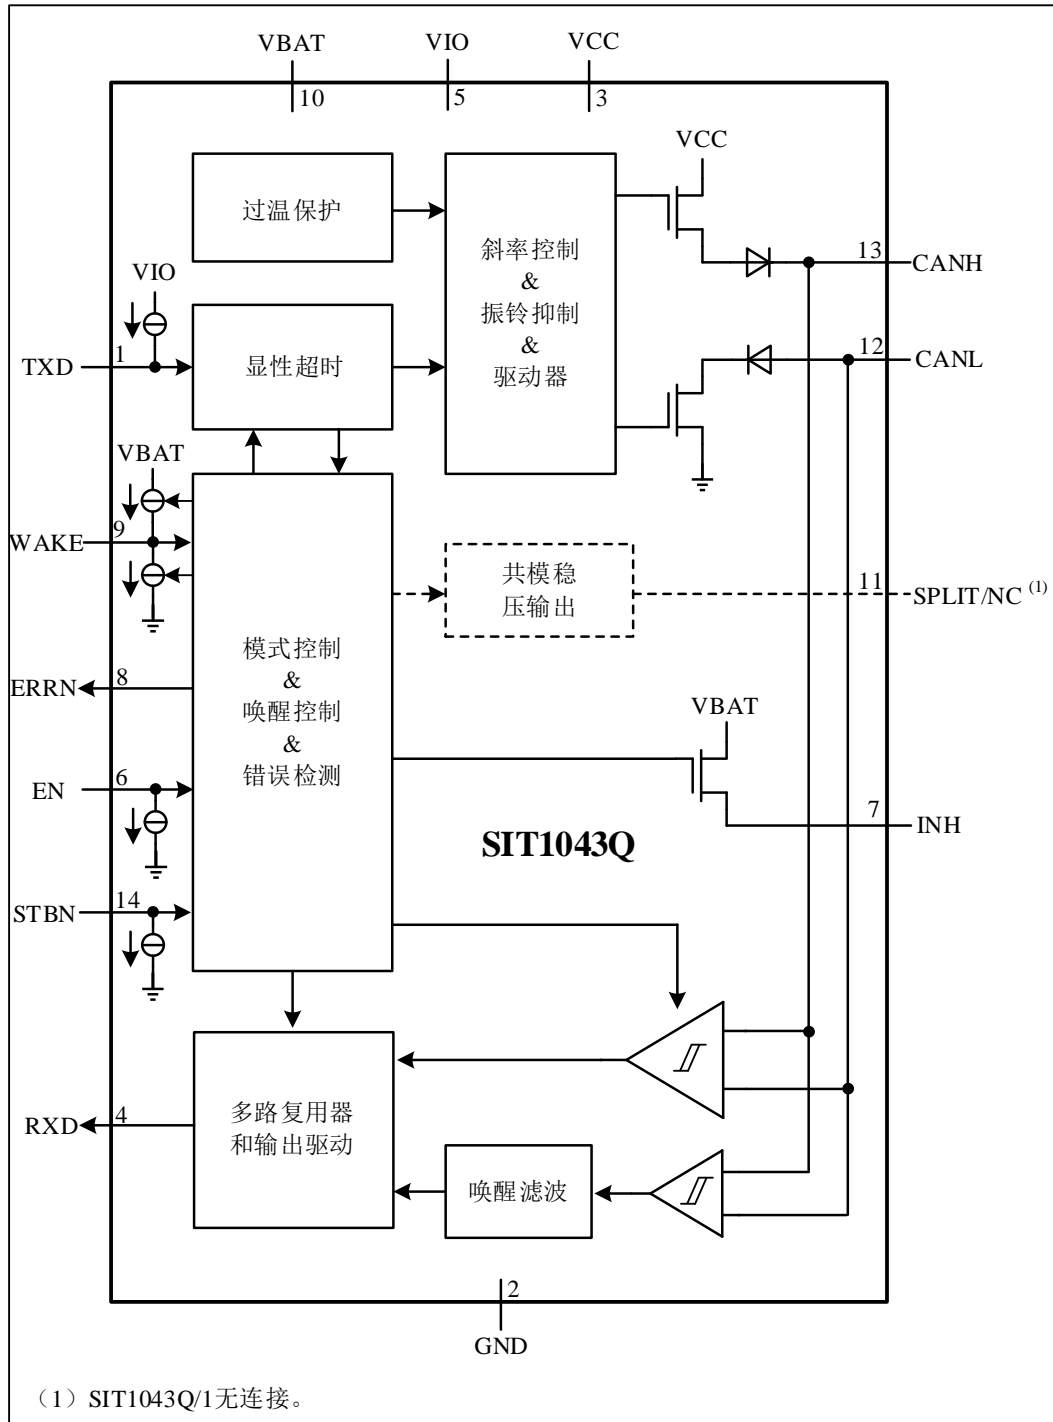 VBAT
VIO
VCC
10
5
3
VCC
过温保护
斜率控制
&
振铃抑制
&
驱动器
13
CANH
VIO
TXD
1
显性超时
12
CANL
VBAT
WAKE
9
共模稳
压输出
11
SPLIT/NC (1)
模式控制
&
唤醒控制
&
错误检测
ERRN
8
VBAT
EN
6
7
INH
SIT1043Q
STBN
14
RXD
4
多路复用器
和输出驱动
唤醒滤波
2
GND
（1）SIT1043Q/1无连接。